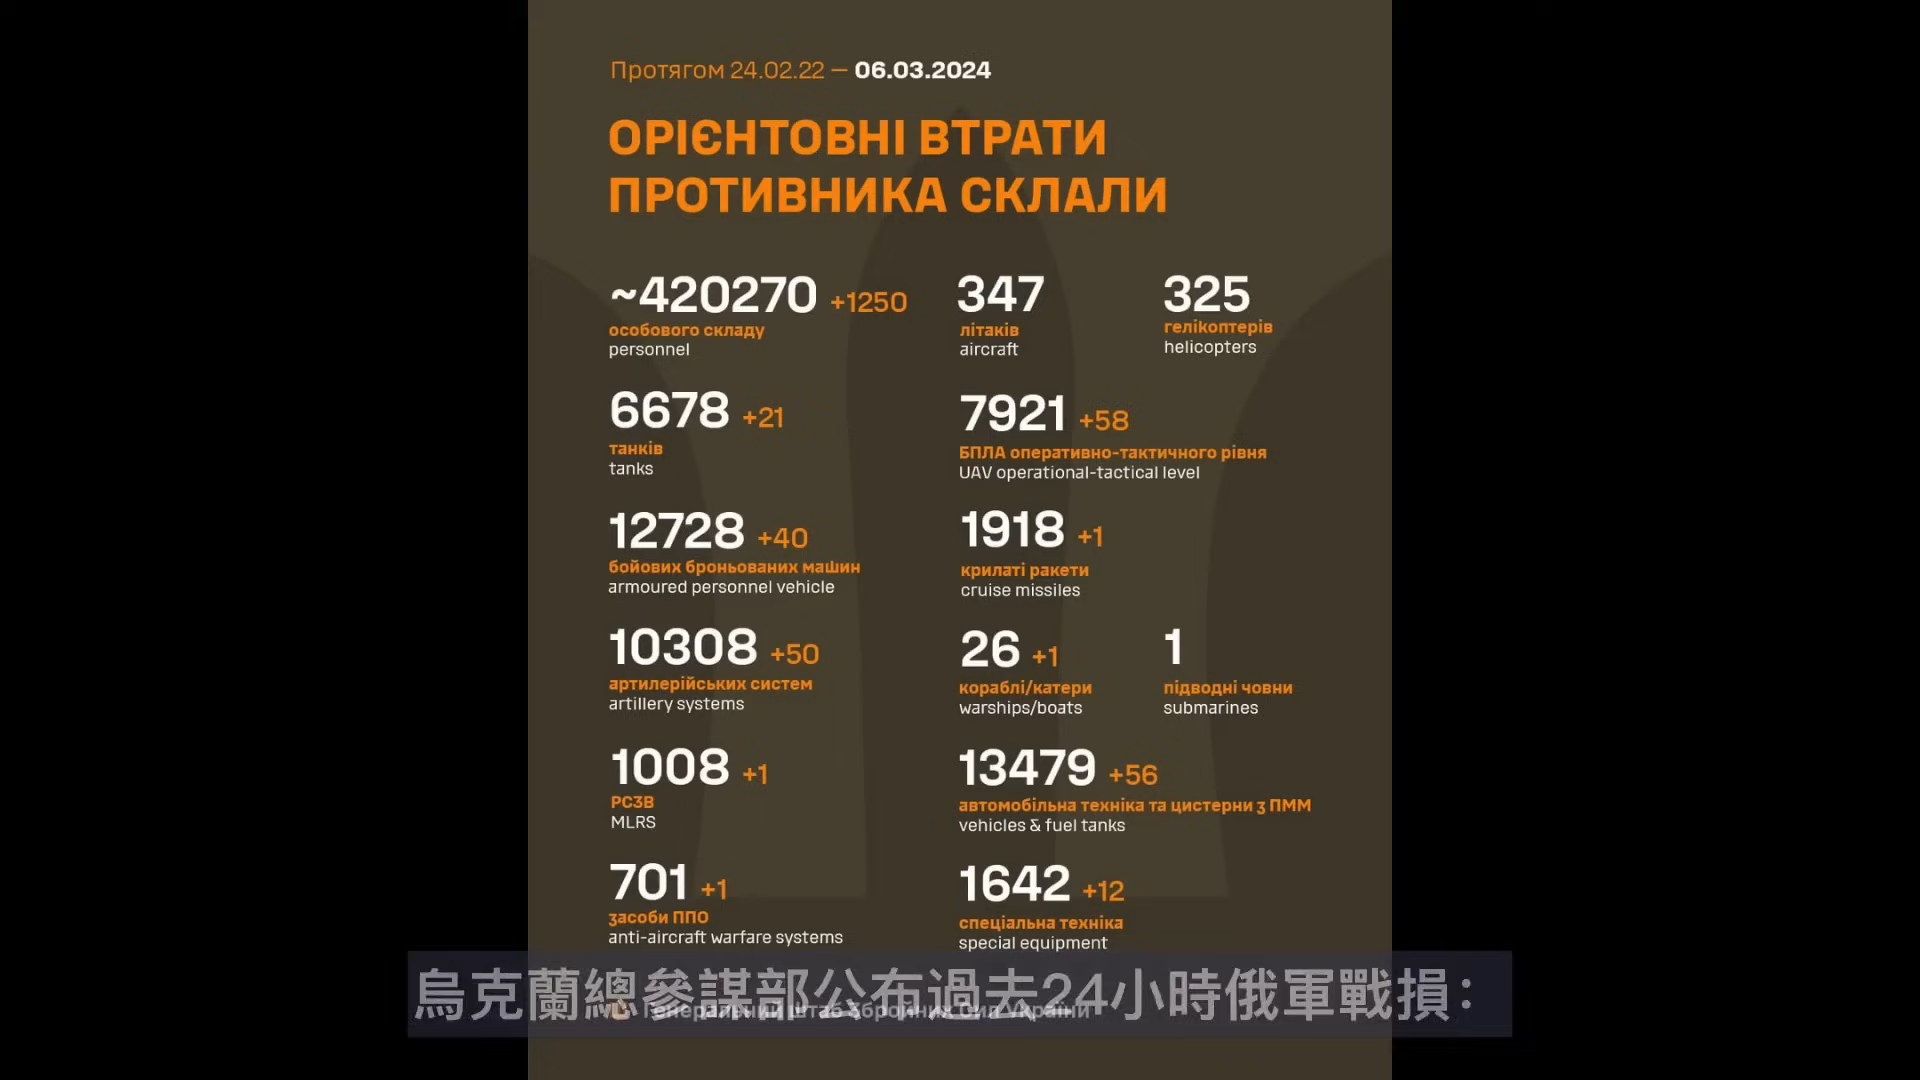 Протягом 24.02.22 — 06.03.2024
ОРІЄНТОВНІ ВТРАТИ
ПРОТИВНИКА СКЛАЛИ
~420270 +1250
особового складу
personnel
347
літаків
aircraft
325
гелікоптерів
helicopters
6678 +21
танків
tanks
7921 +58
БПЛА оперативно-тактичного рівня
UAV operational-tactical level
12728 +40
бойових броньованих машин
armoured personnel vehicle
1918 +1
крилаті ракети
cruise missiles
10308 +50
артилерійських систем
artillery systems
26 +1
кораблі/катери
warships/boats
1
підводні човни
submarines
1008 +1
РСЗВ
MLRS
13479 +56
автомобільна техніка та цистерни з ПММ
vehicles & fuel tanks
701 +1
засоби ППО
anti-aircraft warfare systems
1642 +12
спеціальна техніка
special equipment
Генеральний штаб Збройних Сил України
烏克蘭總參謀部公布過去24小時俄軍戰損：